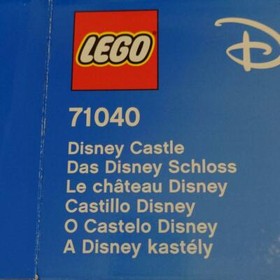 LEGO
71040
Disney Castle
Das Disney Schloss
Le château Disney
Castillo Disney
O Castelo Disney
A Disney kastély